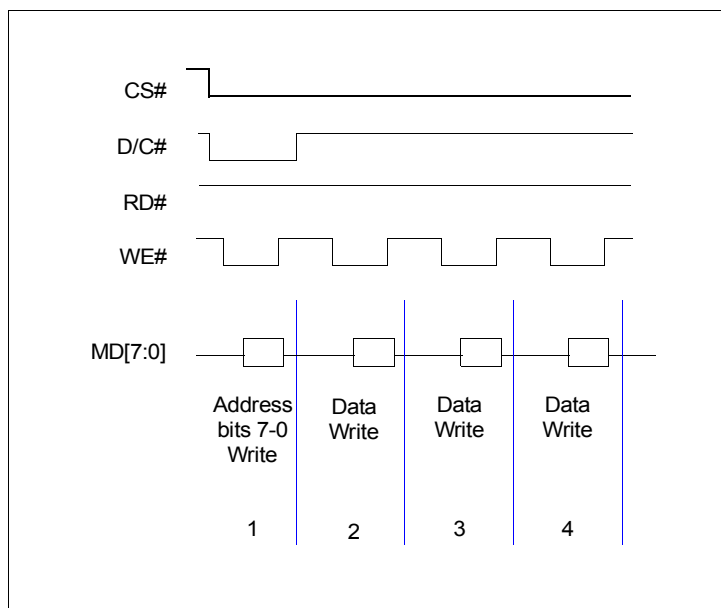 CS#
D/C#
RD#
WE#
MD[7:0]
Address
bits 7-0
Write
Data
Write
Data
Write
Data
Write
1
2
3
4